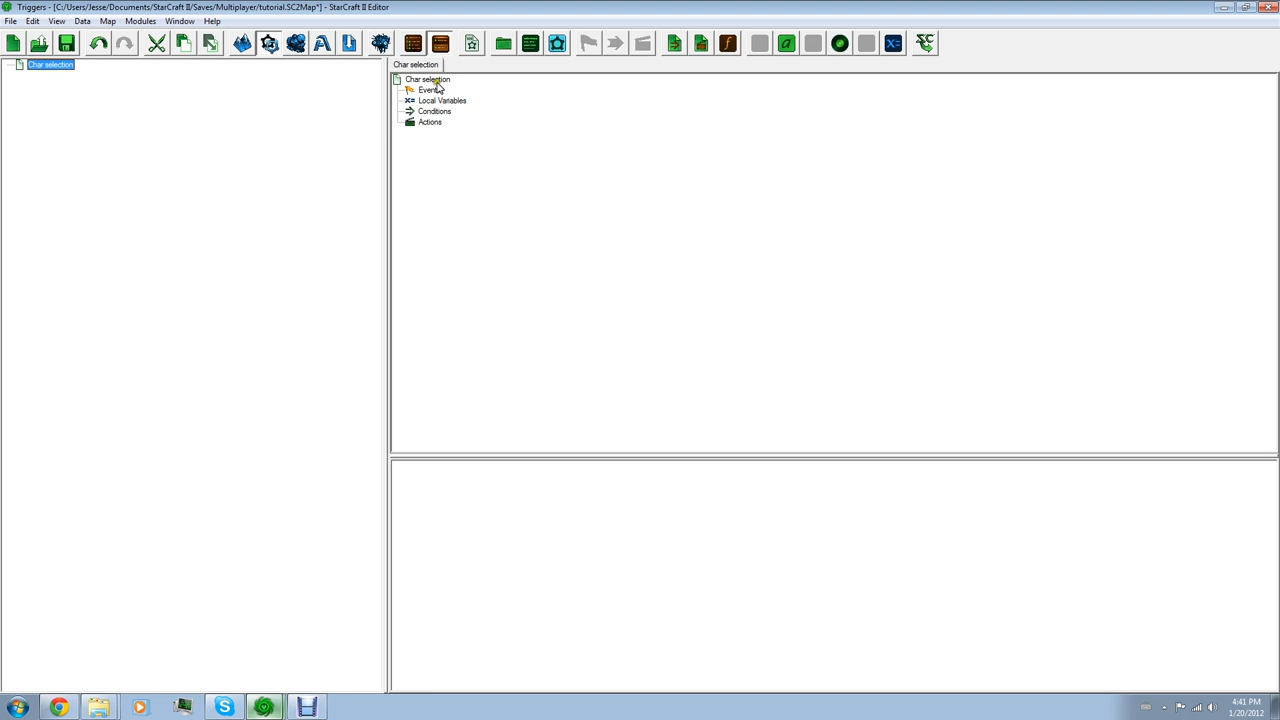 Triggers - [C:/Users/Jesse/Documents/StarCraft II/Saves/Multiplayer/tutorial.SC2Map*] - StarCraft II Editor
File Edit View Data Map Modules Window Help
Char selection
Char selection
Char selection
Local Variables
Conditions
Actions
4:41 PM
1/20/2012